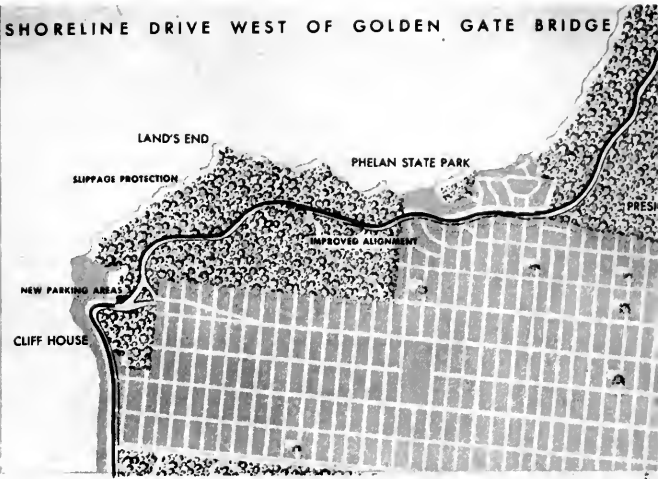 SHORELINE DRIVE WEST OF GOLDEN GATE BRIDGE
LAND'S END
PHELAN STATE PARK
SLIPPAGE PROTECTION
PRESI
IMPROVED ALIGNMENT
NEW PARKING AREAS
CLIFF HOUSE